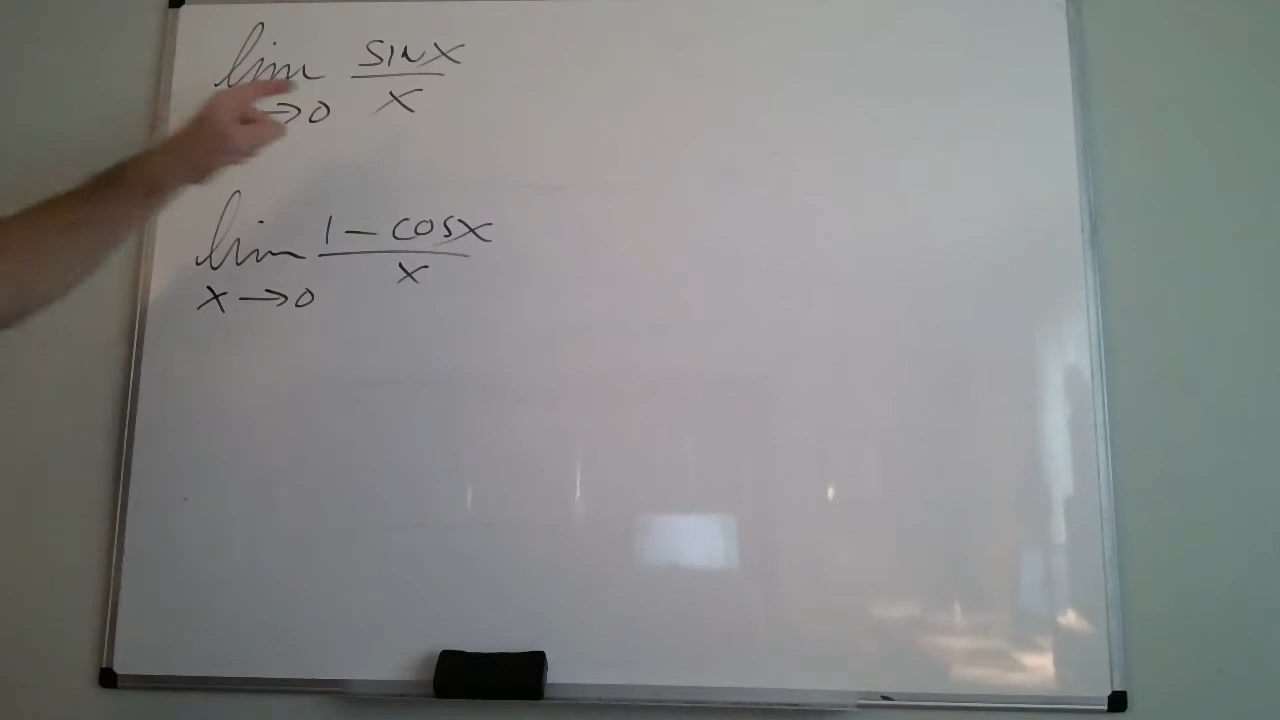 lim sinx
→0 x
lim 1 - cosx
x →0 x